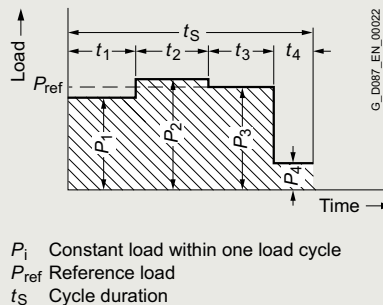 Load
tS
t1 t2 t3 t4
Pref
P1
P2
P3
P4
Time
G_D087_EN_00022
Pi Constant load within one load cycle
Pref Reference load
tS Cycle duration